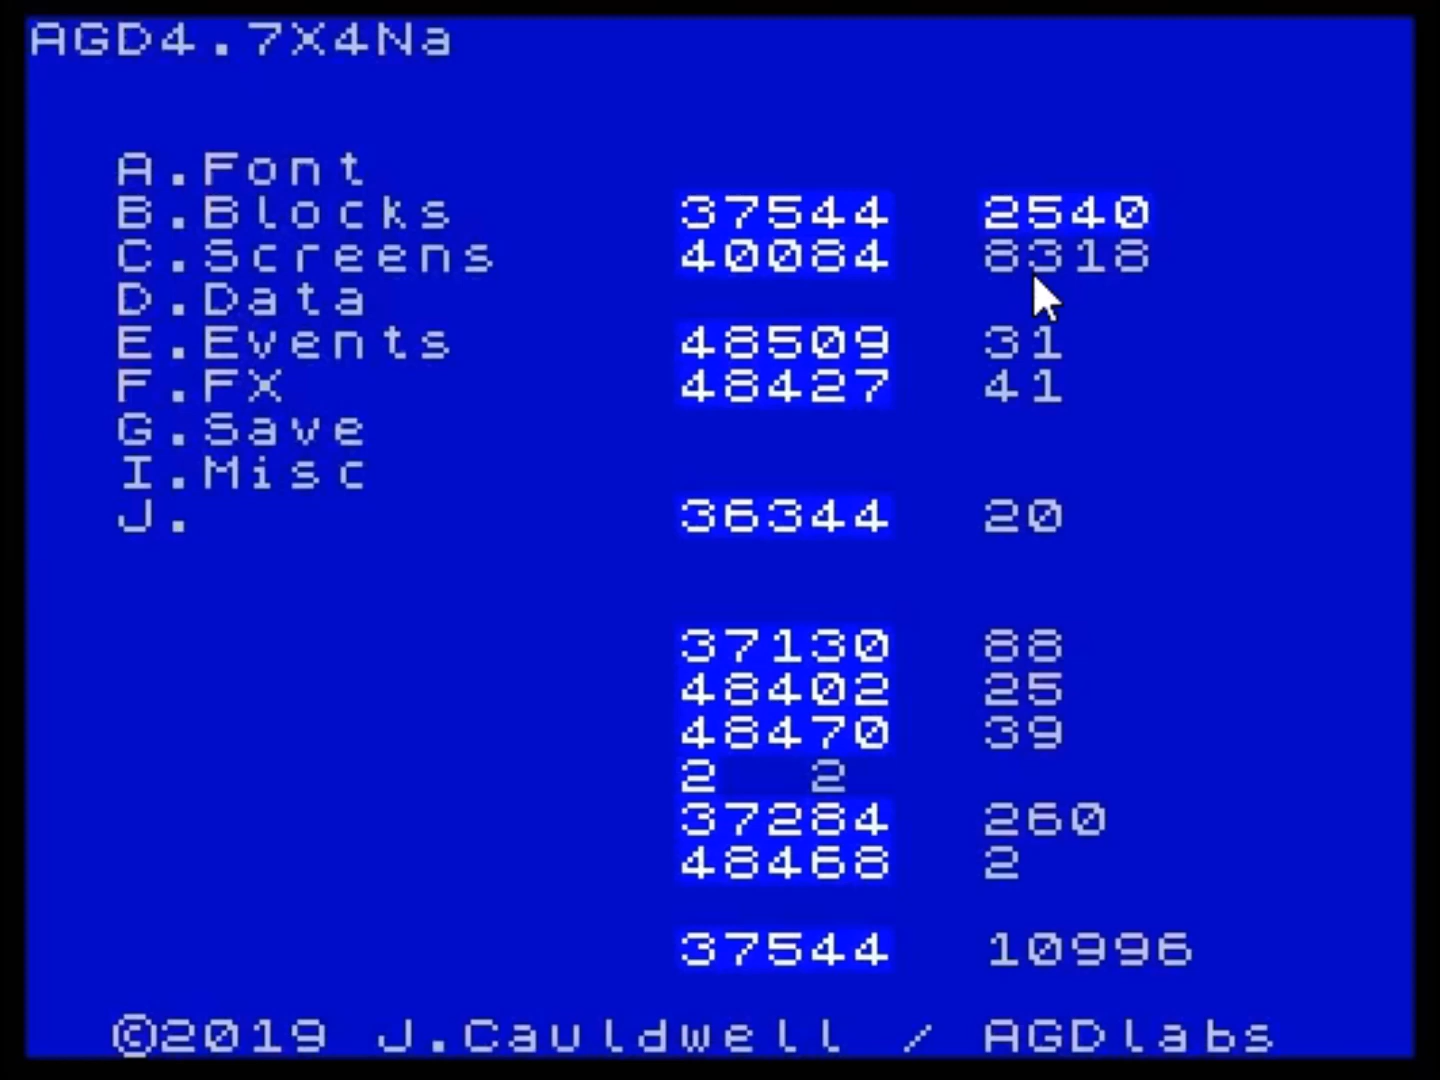 AGD4.7X4Na
A.Font
B.Blocks 37544 2540
C.Screens 40084 8318
D.Data
E.Events 48509 31
F.FX 48427 41
G.Save
I.Misc
J. 36344 20
37130 88
48402 25
48470 39
2 2
37284 260
48468 2
37544 10996
©2019 J.Cauldwell / AGDlabs